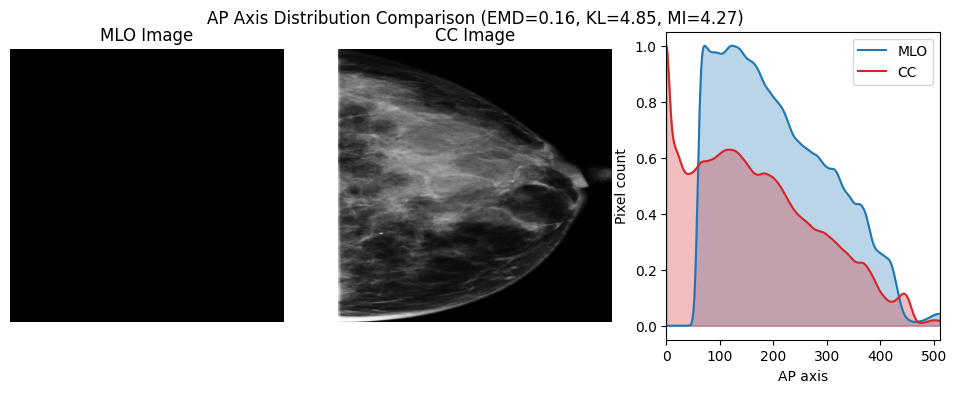 AP Axis Distribution Comparison (EMD=0.16, KL=4.85, MI=4.27)
MLO Image
CC Image
MLO
CC
Pixel count
1.0
0.8
0.6
0.4
0.2
0.0
0 100 200 300 400 500
AP axis